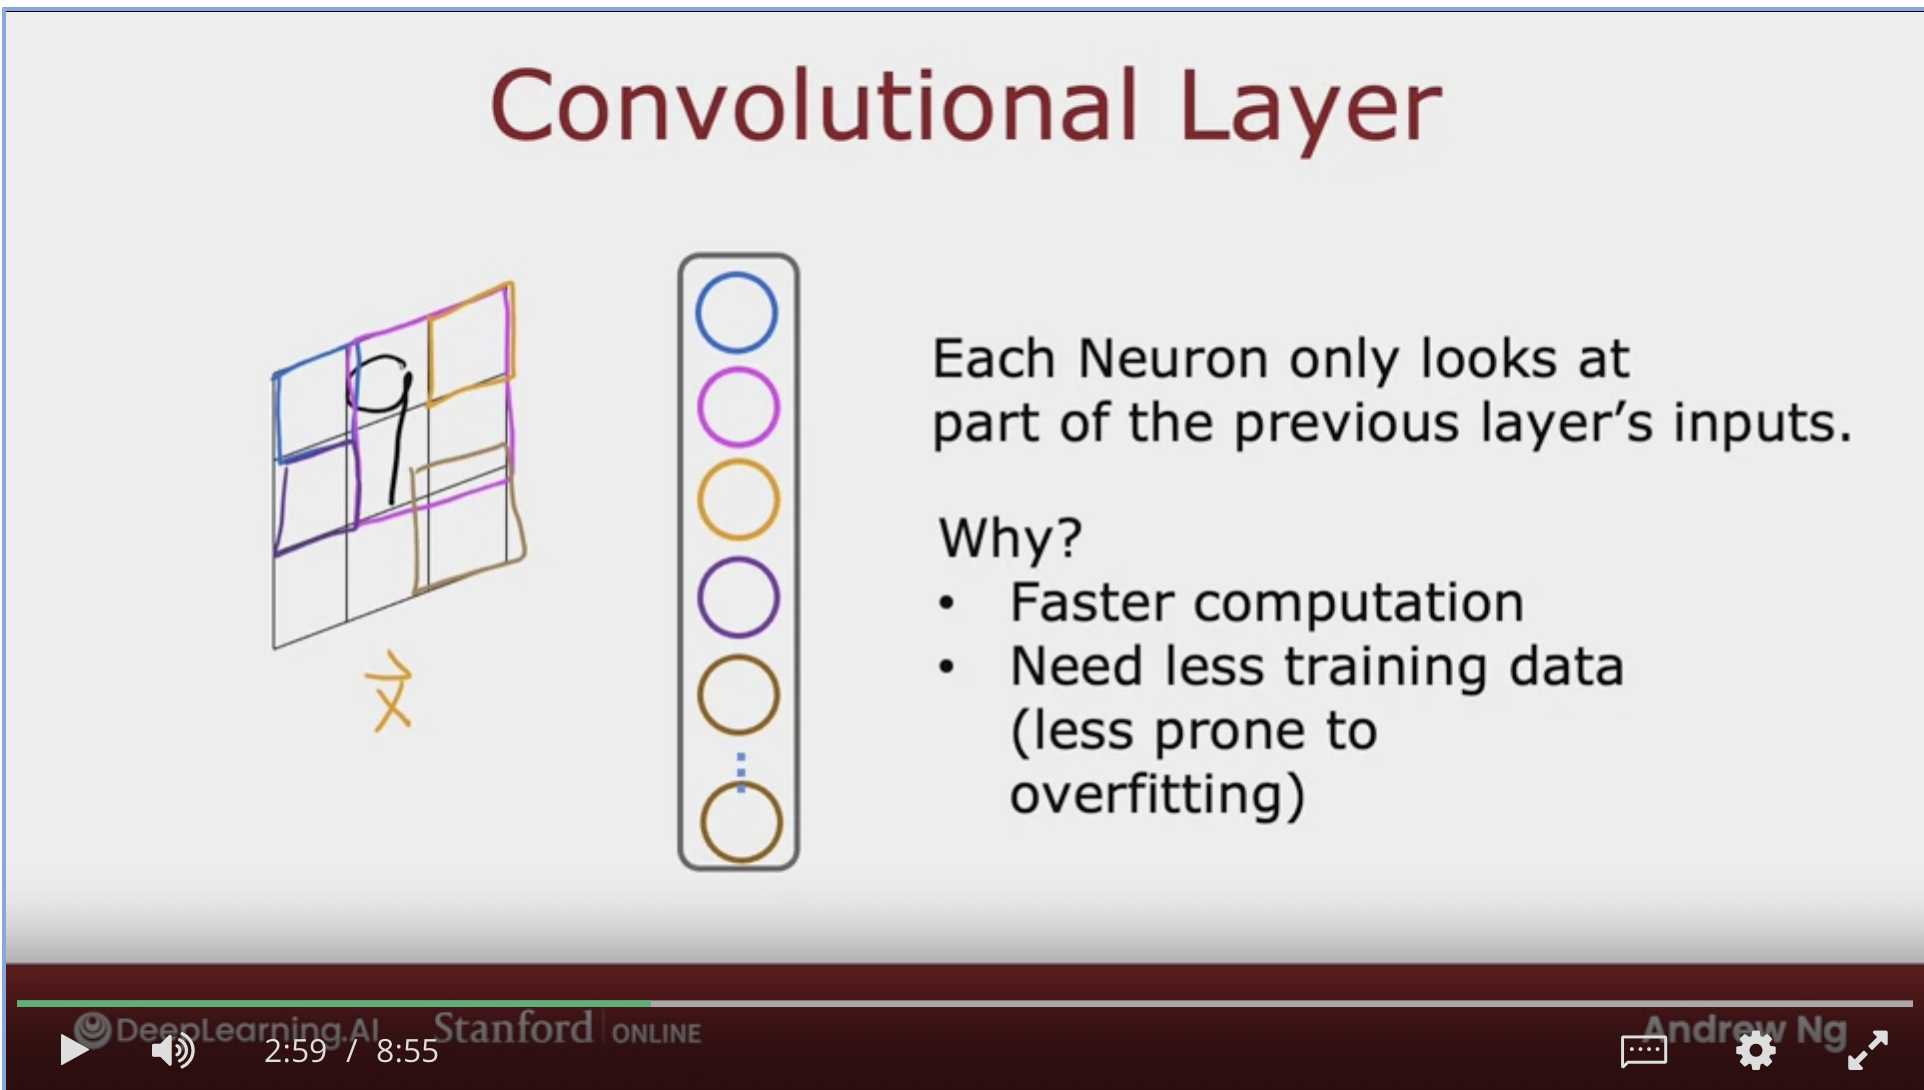 Convolutional Layer
9
Each Neuron only looks at
part of the previous layer's inputs.
Why?
• Faster computation
• Need less training data
(less prone to
overfitting)
DeepLearning.AI Stanford ONLINE
Andrew Ng
2:59 / 8:55